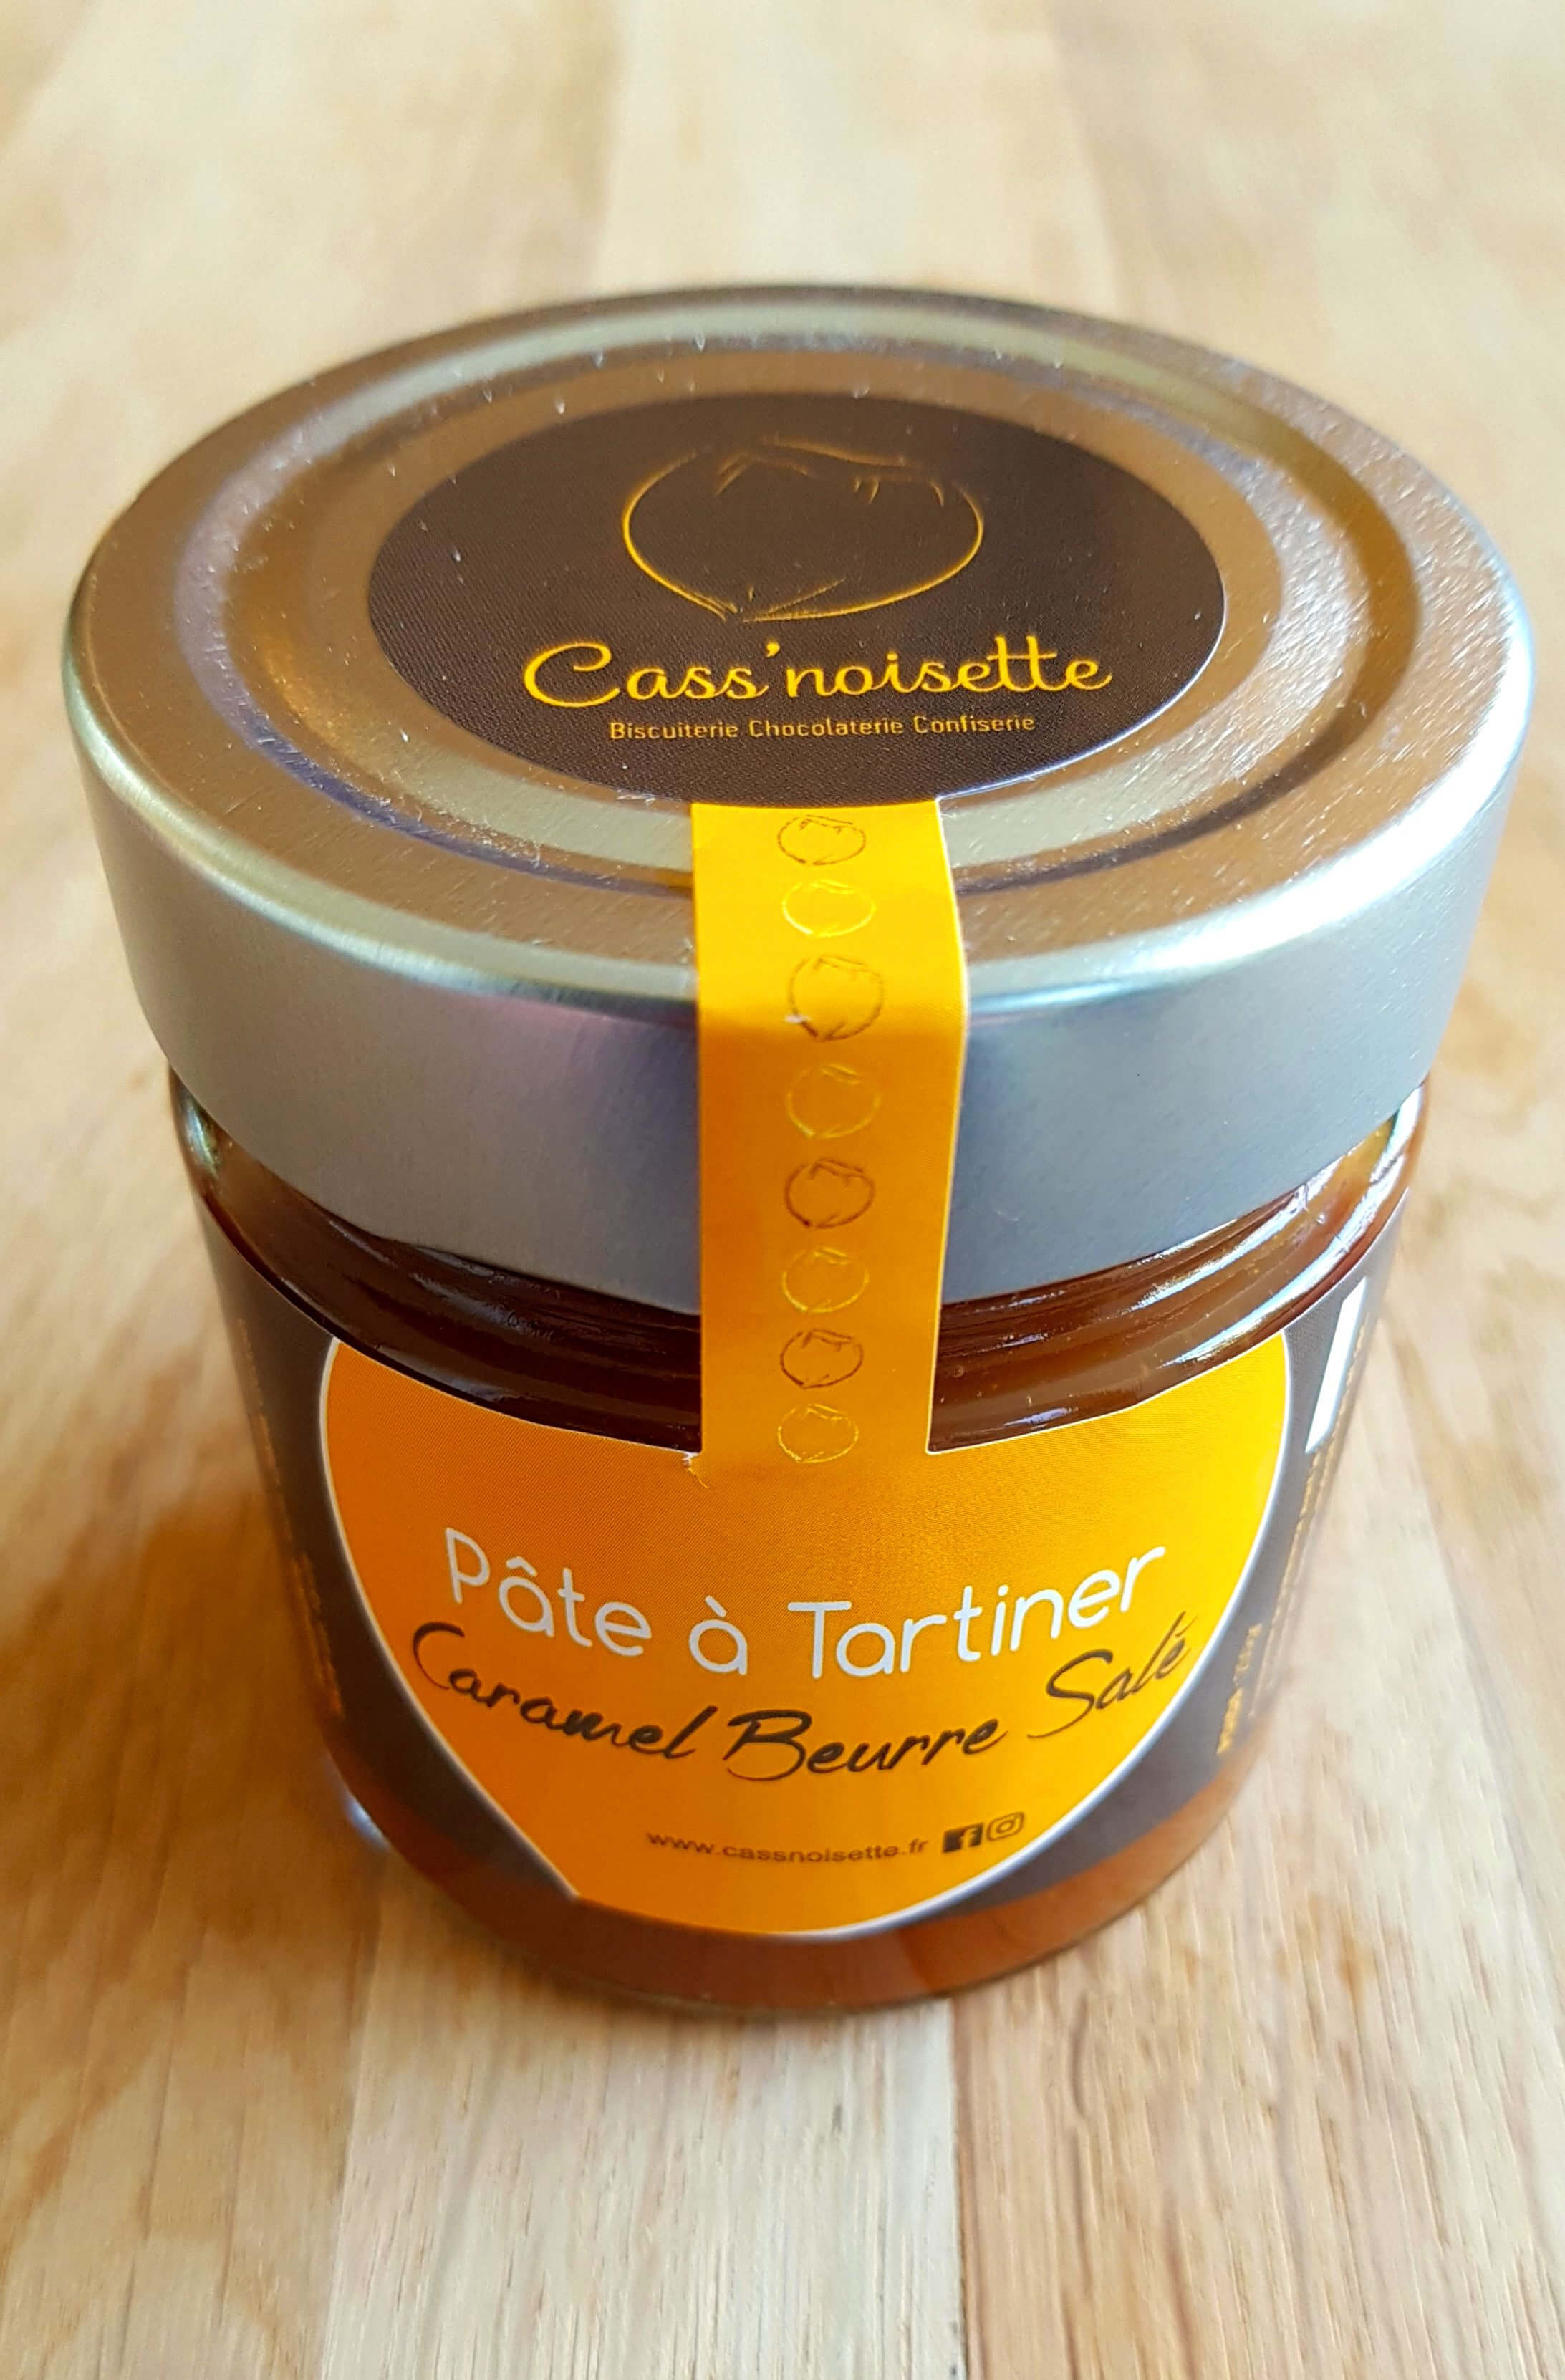 Cass'noisette
Biscuiterie Chocolaterie Confiserie
Pâte à Tartiner
Caramel Beurre Salé
www.cassnoisette.fr